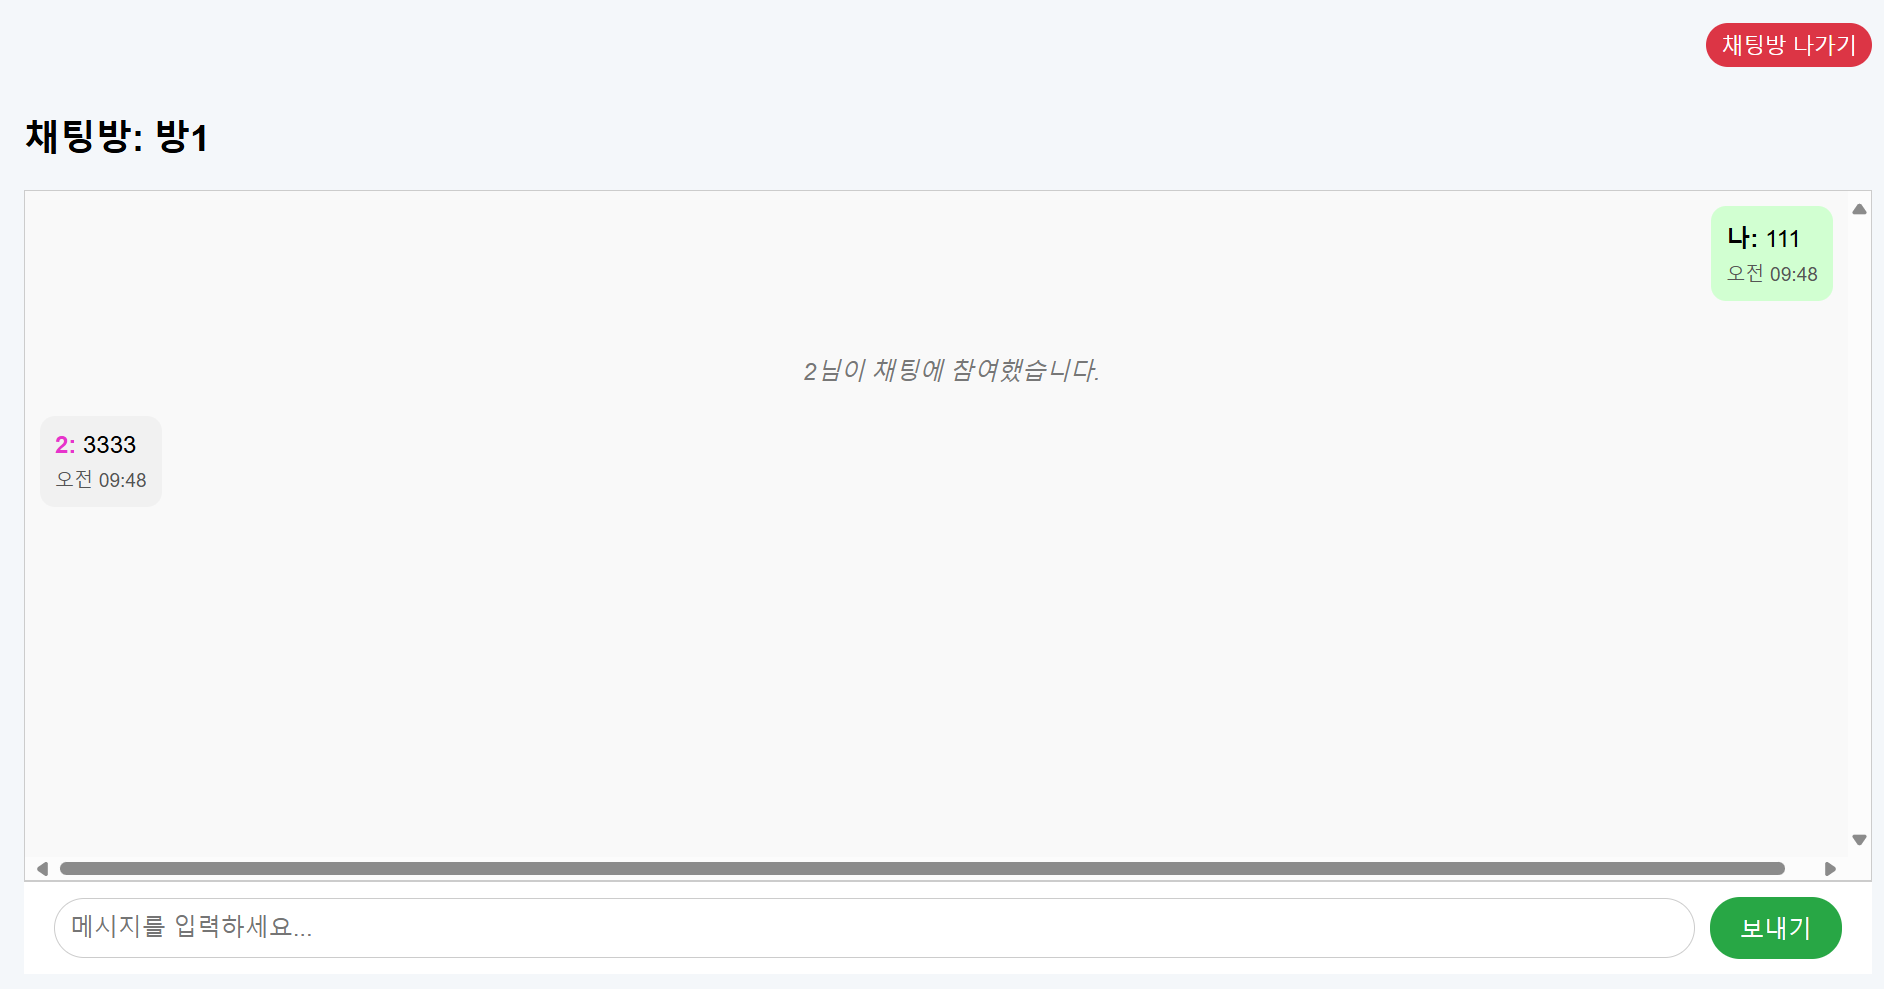 채팅방 나가기
채팅방: 방1
나: 111
오전 09:48
2님이 채팅에 참여했습니다.
2: 3333
오전 09:48
메시지를 입력하세요...
보내기